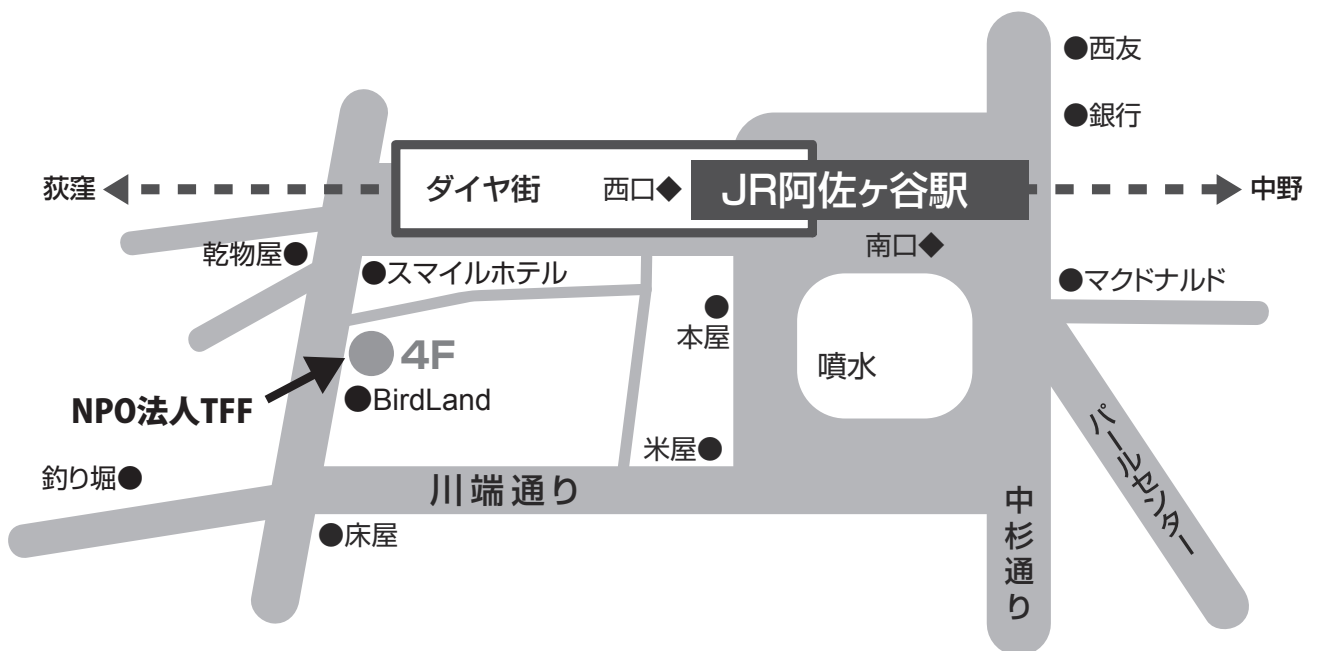 西友
銀行
荻窪
ダイヤ街
西口
JR阿佐ヶ谷駅
中野
南口
乾物屋
スマイルホテル
マクドナルド
本屋
噴水
4F
BirdLand
NPO法人TFF
米屋
釣り堀
川端通り
床屋
中杉通り
パールセンター